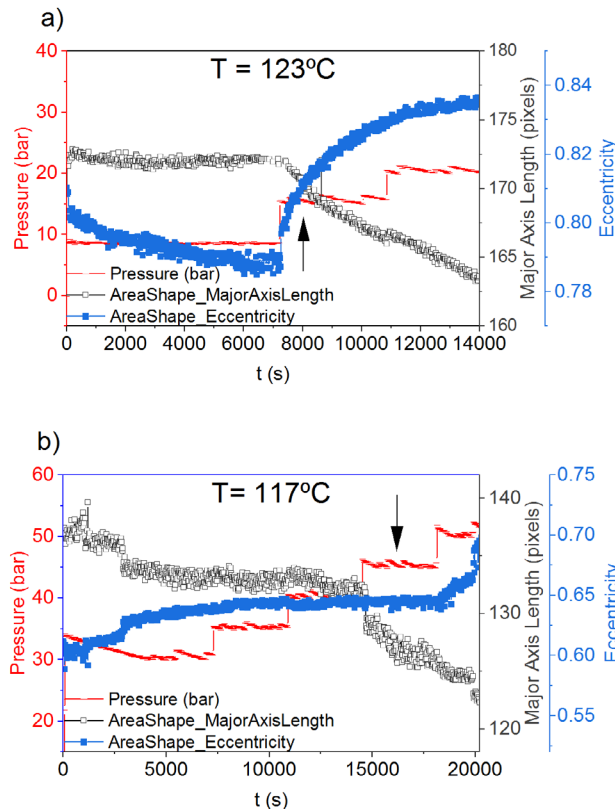 a)
T = 123ºC
40
30
20
10
0
Pressure (bar)
180
175
170
165
160
Major Axis Length (pixels)
0.84
0.82
0.80
0.78
Eccentricity
Pressure (bar)
AreaShape_MajorAxisLength
AreaShape_Eccentricity
0 2000 4000 6000 8000 10000 12000 14000
t (s)
b)
T= 117ºC
60
50
40
30
20
Pressure (bar)
140
130
120
Major Axis Length (pixels)
0.75
0.70
0.65
0.60
0.55
Eccentricity
Pressure (bar)
AreaShape_MajorAxisLength
AreaShape_Eccentricity
0 5000 10000 15000 20000
t (s)